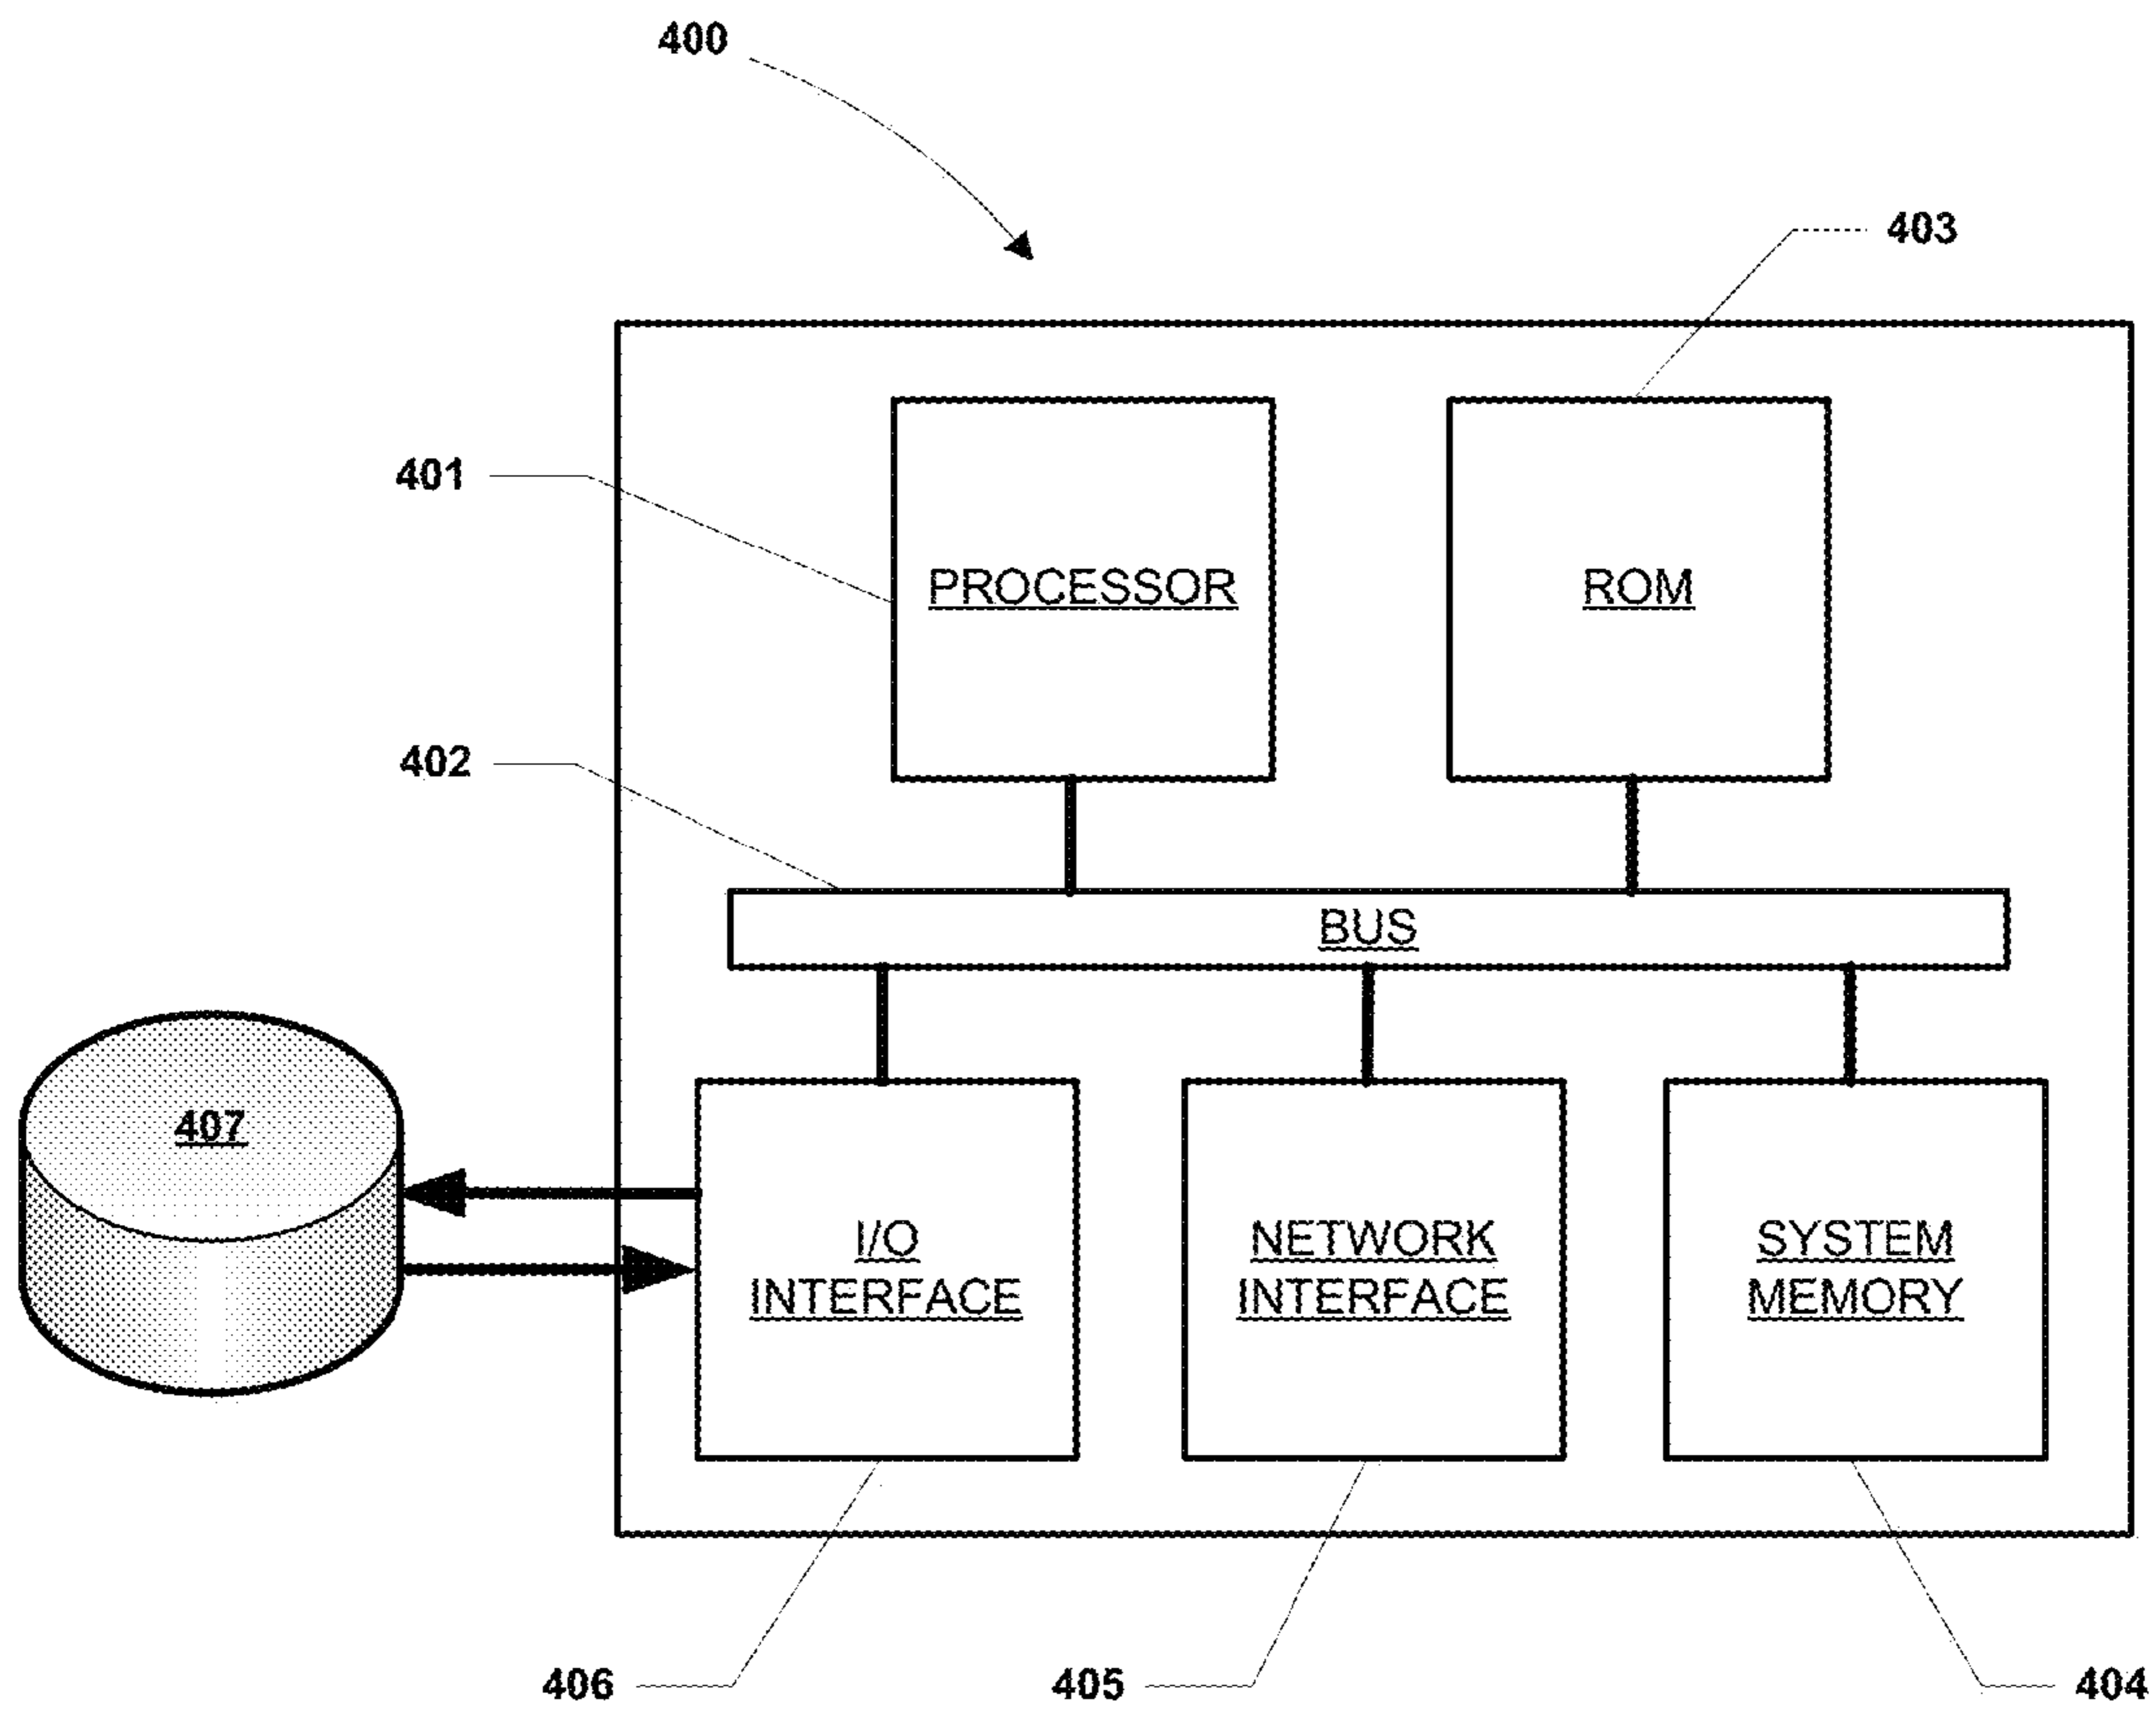 400
403
401
PROCESSOR
ROM
402
BUS
407
I/O
INTERFACE
NETWORK
INTERFACE
SYSTEM
MEMORY
406
405
404